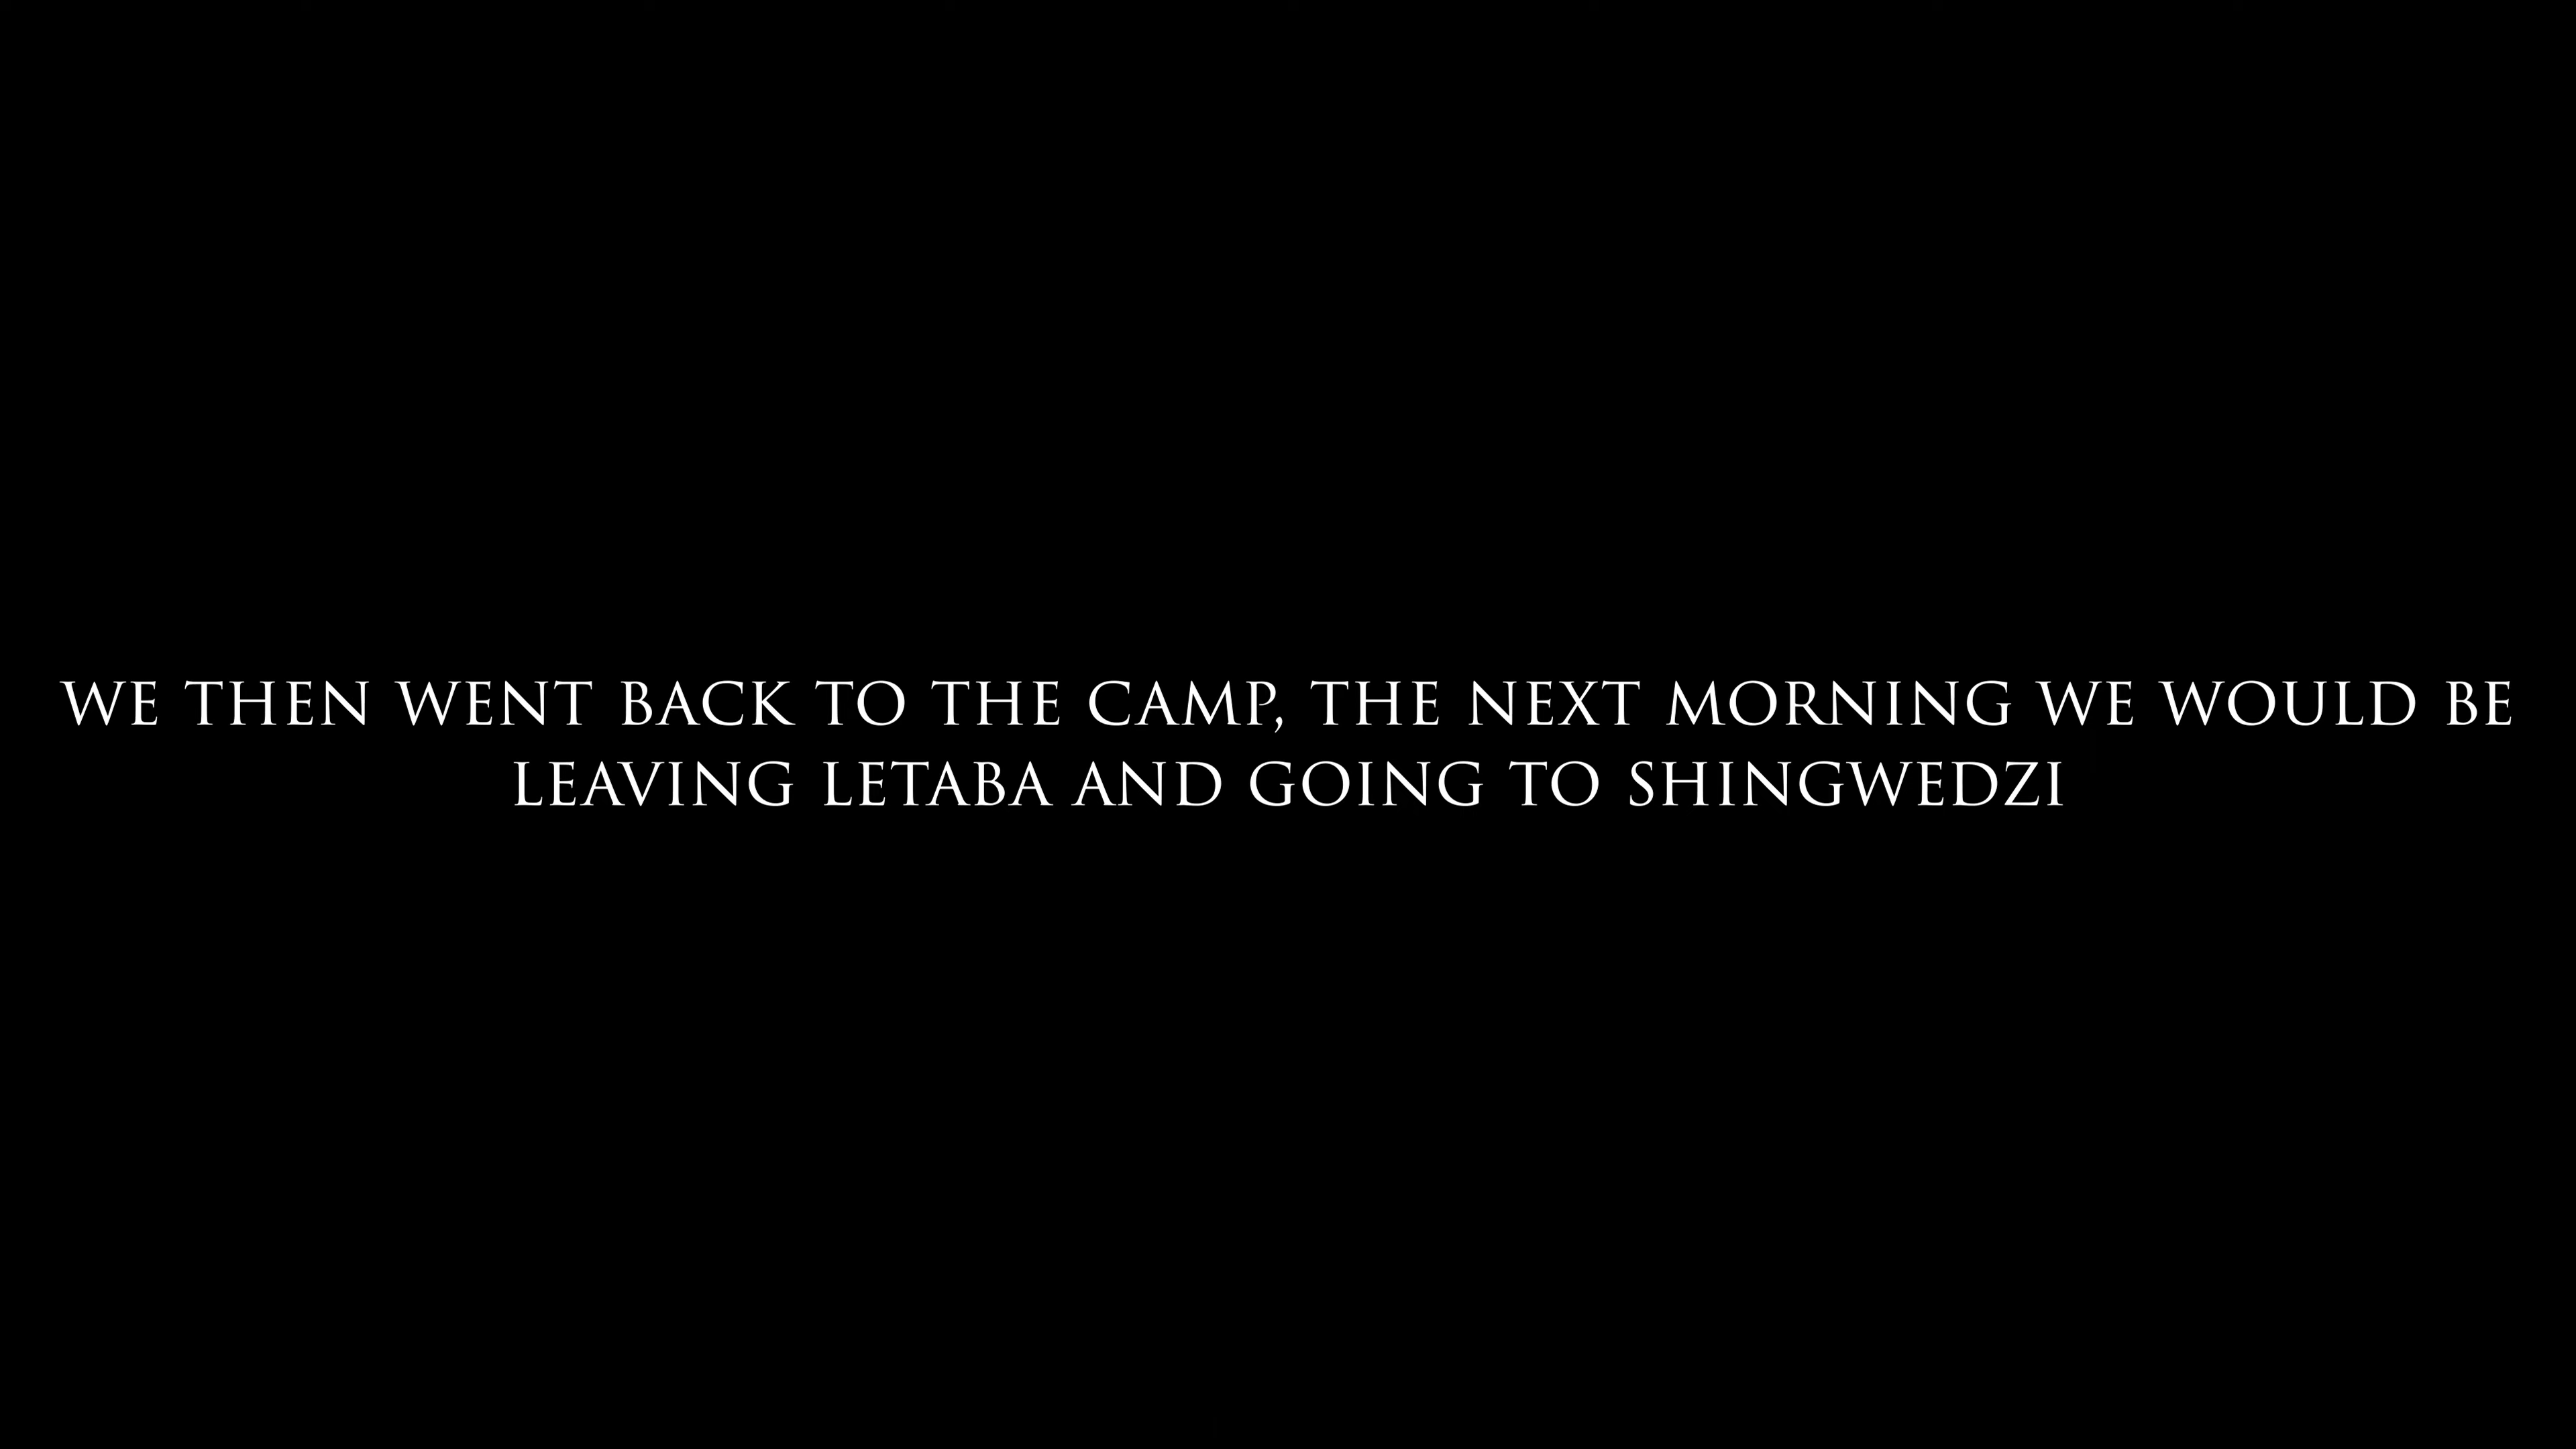 WE THEN WENT BACK TO THE CAMP, THE NEXT MORNING WE WOULD BE
LEAVING LETABA AND GOING TO SHINGWEDZI